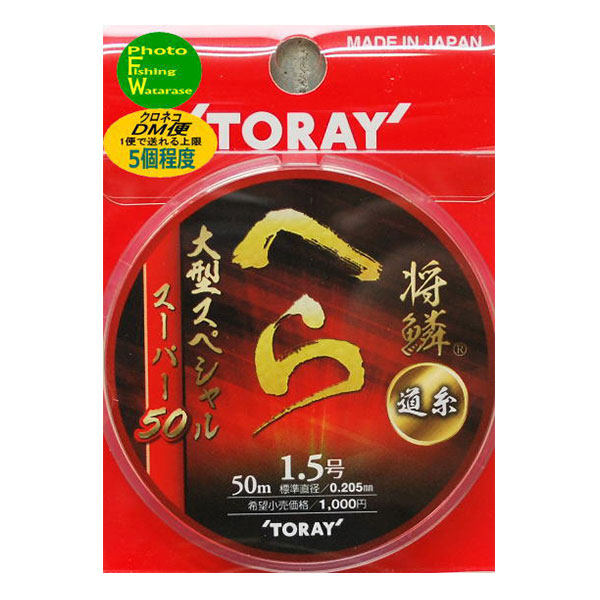 Photo
Fishing
Watarase
クロネコ
DM便
1便で送れる上限
5個程度
MADE IN JAPAN
'TORAY'
将鱗®
へら
道糸
大型スペシャル
スーパー50
50m 1.5号
標準直径/0.205mm
希望小売価格/1,000円
'TORAY'